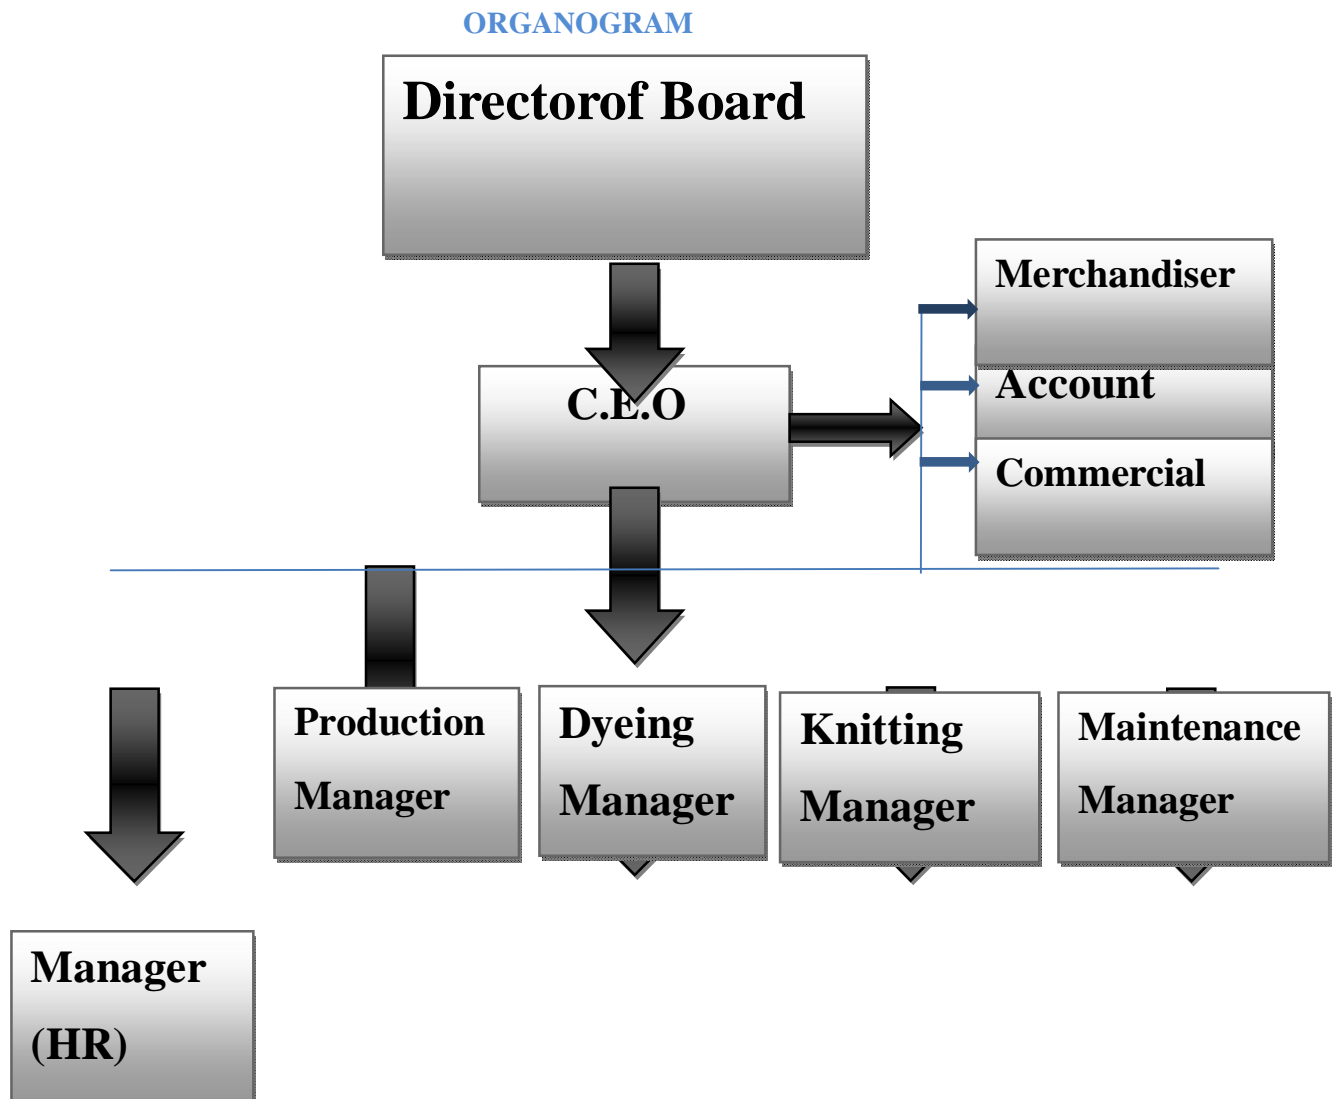 ORGANOGRAM
Directorof Board
Merchandiser
Account
C.E.O
Commercial
Production
Manager
Dyeing
Manager
Knitting
Manager
Maintenance
Manager
Manager
(HR)